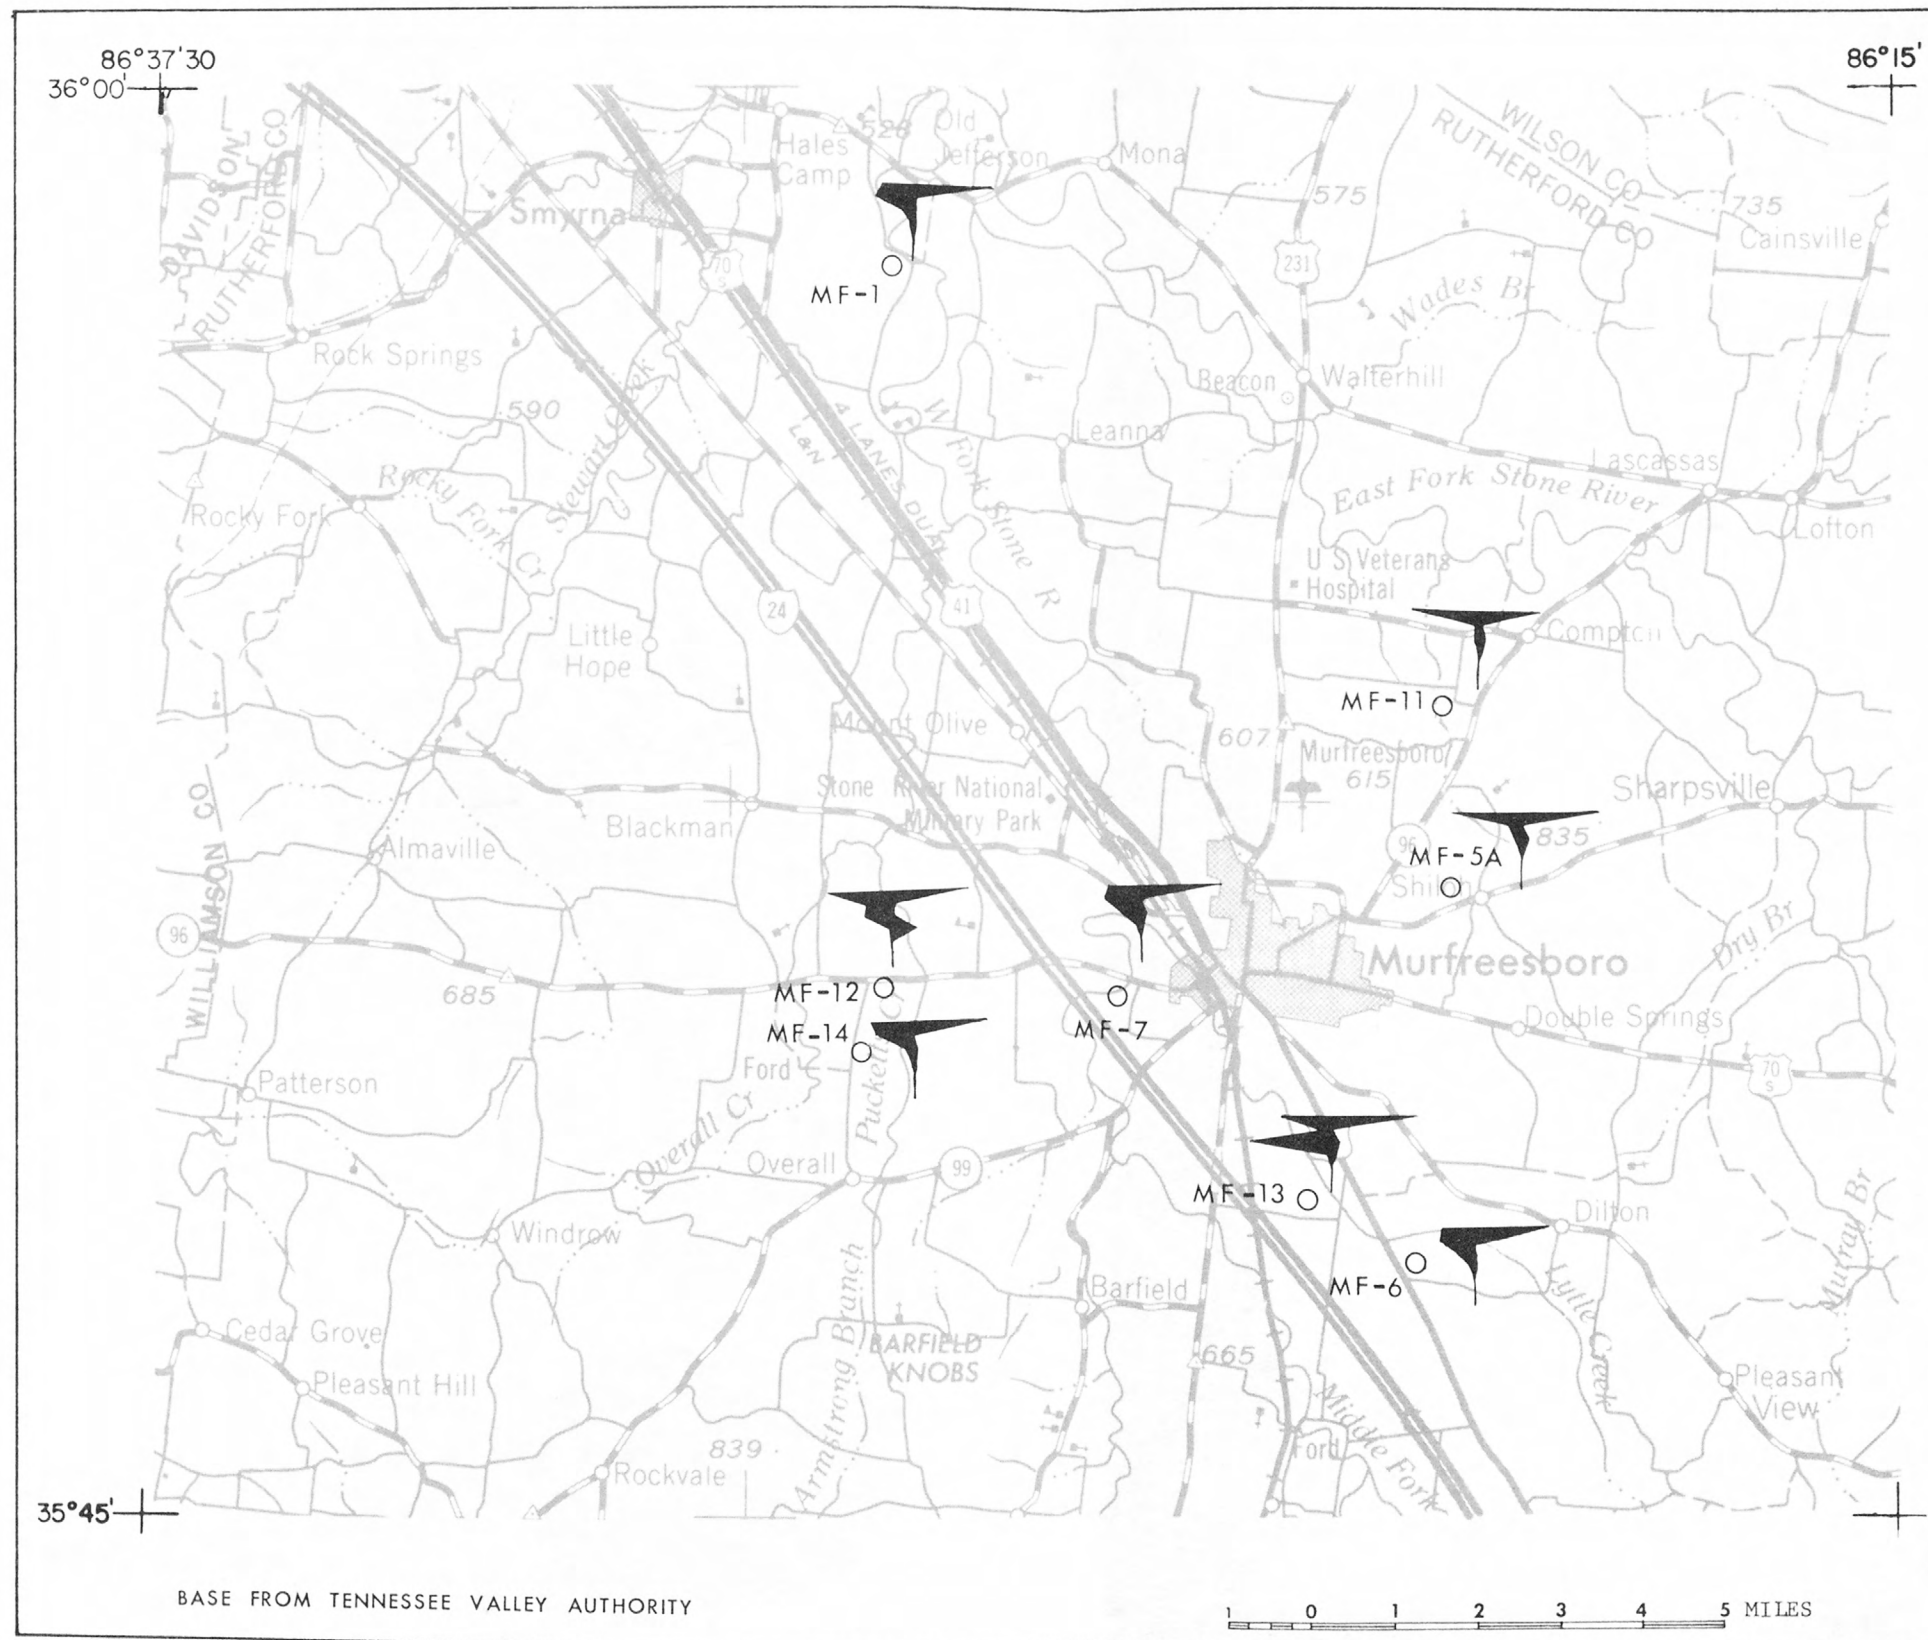 86°37'30
86°15'
36°00'
DAVIDSON
RUTHERFORD CO
WILSON CO
RUTHERFORD CO
Hales
Camp
528
Old
Jefferson
Mona
575
735
Cainsville
Smyrna
70
S
231
MF-1
Wades Br
Rock Springs
590
Stewart Creek
4 LANES DUAL
L&N
W Fork Stone R
Beacon
Walterhill
Leanna
Lascassas
East Fork Stone River
Lofton
Rocky Fork
Rocky Fork Cr
U S Veterans
Hospital
24
41
Little
Hope
Compton
MF-11
Mount Olive
607
Murfreesboro
615
Stone River National
Military Park
Sharpsville
WILLIAMSON CO
Blackman
Almaville
96
835
MF-5A
Shiloh
96
685
MF-12
MF-14
MF-7
Murfreesboro
Dry Br
Double Springs
70
S
Ford
Puckett Cr
Patterson
Overall Cr
Overall
99
MF-13
Windrow
Dilton
Murray Br
MF-6
Lytle Creek
Barfield
Armstrong Branch
BARFIELD
KNOBS
665
Cedar Grove
Pleasant Hill
Pleasant
View
Middle Fork
Ford
839
Rockvale
35°45'
BASE FROM TENNESSEE VALLEY AUTHORITY
1 0 1 2 3 4 5 MILES